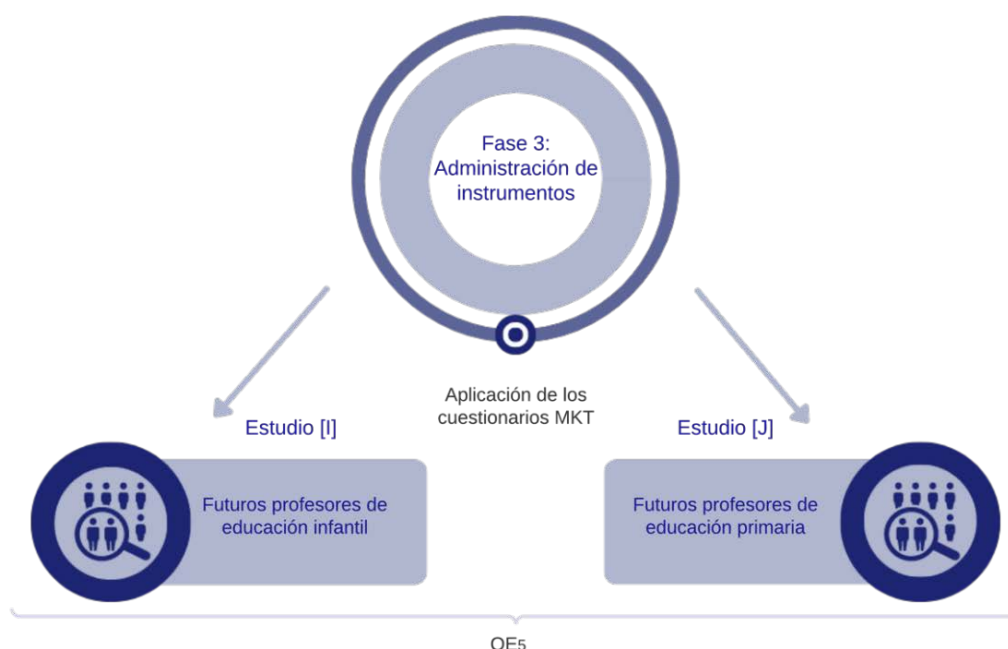 Fase 3:
Administración de
instrumentos
Aplicación de los
cuestionarios MKT
Estudio [I]
Estudio [J]
Futuros profesores de
educación infantil
Futuros profesores de
educación primaria
OE5